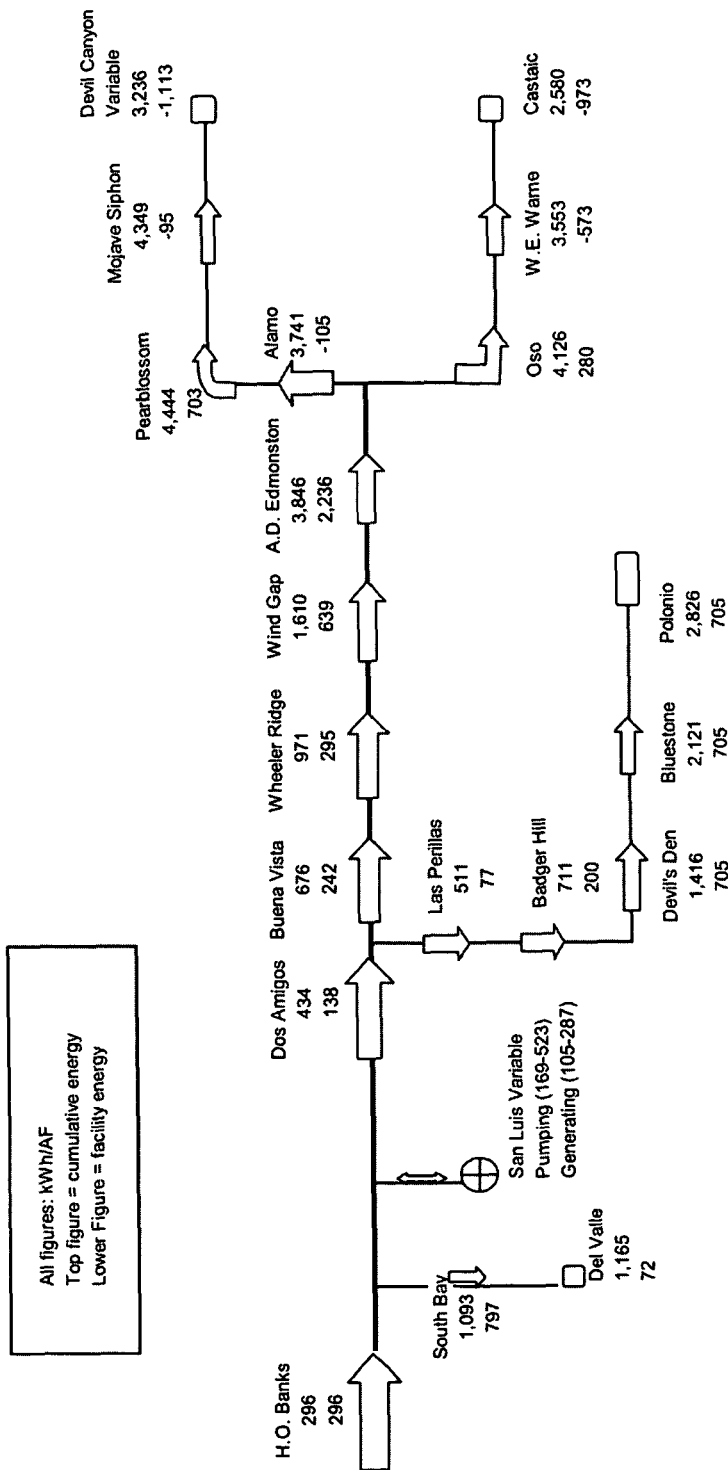 All figures: kWh/AF
Top figure = cumulative energy
Lower Figure = facility energy
H.O. Banks
296
296
South Bay
1,093
797
Del Valle
1,165
72
San Luis Variable
Pumping (169-523)
Generating (105-287)
Dos Amigos
434
138
Buena Vista
676
242
Wheeler Ridge
971
295
Wind Gap
1,610
639
A.D. Edmonston
3,846
2,236
Las Perillas
511
77
Badger Hill
711
200
Devil's Den
1,416
705
Bluestone
2,121
705
Polonio
2,826
705
Alamo
3,741
-105
Pearblossom
4,444
703
Mojave Siphon
4,349
-95
Devil Canyon
Variable
3,236
-1,113
Oso
4,126
280
W.E. Warne
3,553
-573
Castaic
2,580
-973